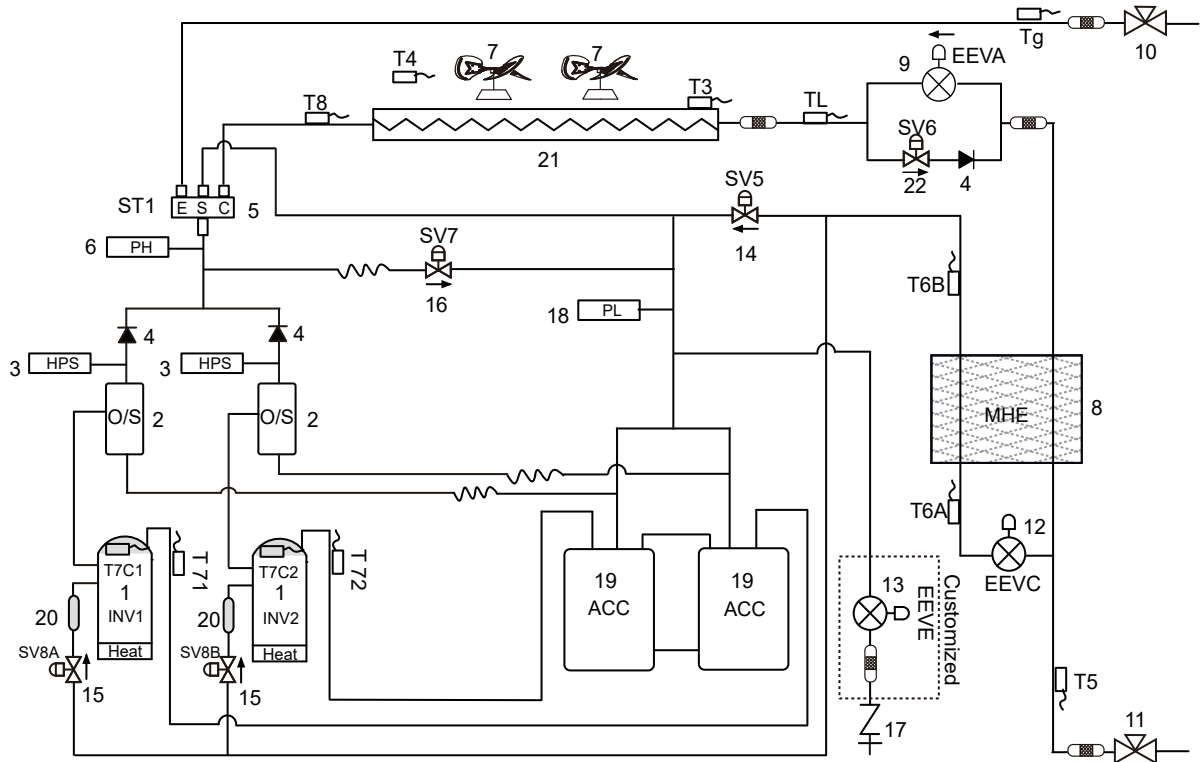 Tg
10
T4
7
7
9
EEVA
T8
T3
TL
SV6
22
4
21
ST1
E S C
5
SV5
14
6
PH
SV7
16
T6B
18
PL
4
4
3
HPS
3
HPS
O/S
2
O/S
2
MHE
8
T6A
12
EEVC
T71
T72
T7C1
1
INV1
Heat
T7C2
1
INV2
Heat
19
ACC
19
ACC
13
EEVE
Customized
20
20
SV8A
15
SV8B
15
17
T5
11